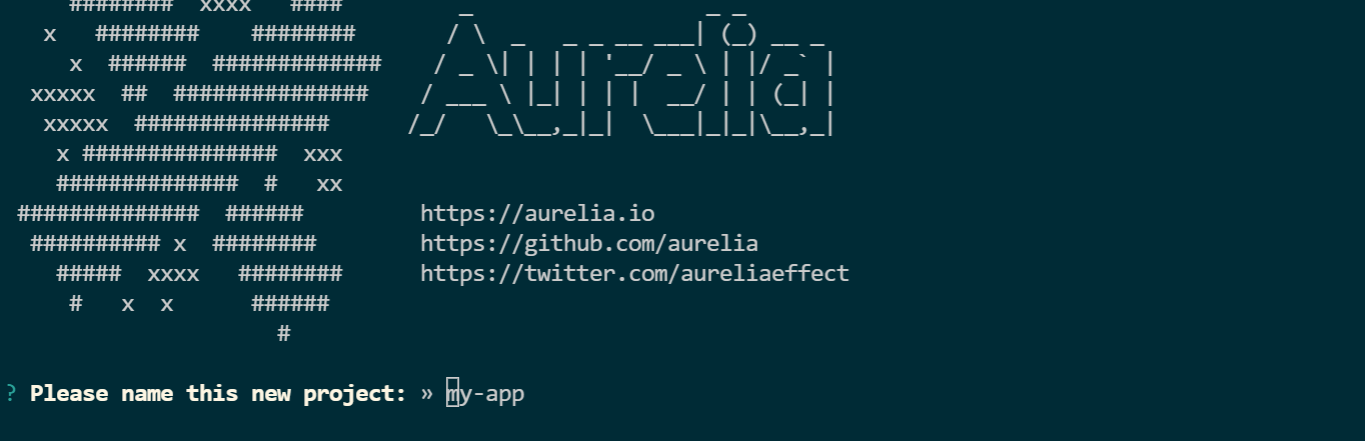 ########  xxxx   ####
x   ########    ########
x  ######  #############
xxxxx  ##  ###############
xxxxx  ###############
x ###############  xxx
##############  #   xx
##############  ######
########## x  ########
#####  xxxx   ########
#   x  x      ######
#
Aurelia
https://aurelia.io
https://github.com/aurelia
https://twitter.com/aureliaeffect
? Please name this new project: » my-app